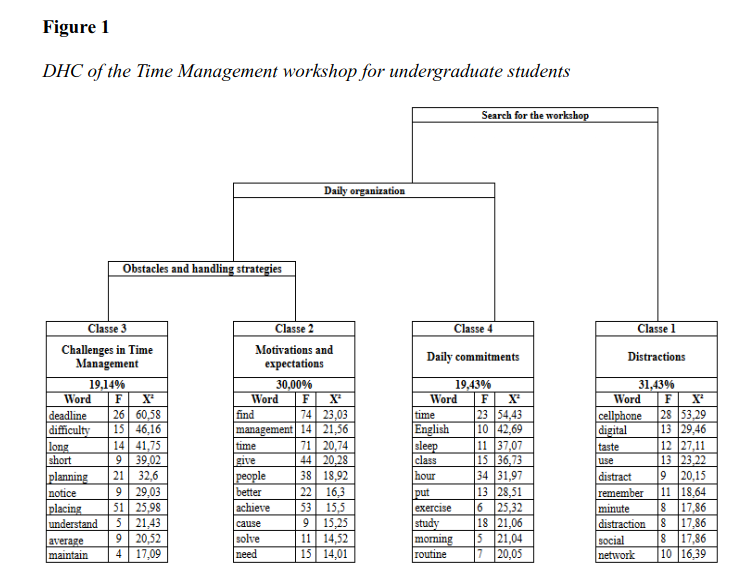 Figure 1
DHC of the Time Management workshop for undergraduate students
Search for the workshop
Daily organization
Obstacles and handling strategies
Classe 3
Challenges in Time
Management
19,14%
Word F X²
deadline 26 60,58
difficulty 15 46,16
long 14 41,75
short 9 39,02
planning 21 32,6
notice 9 29,03
placing 51 25,98
understand 5 21,43
average 9 20,52
maintain 4 17,09
Classe 2
Motivations and
expectations
30,00%
Word F X²
find 74 23,03
management 14 21,56
time 71 20,74
give 44 20,28
people 38 18,92
better 22 16,3
achieve 53 15,5
cause 9 15,25
solve 11 14,52
need 15 14,01
Classe 4
Daily commitments
19,43%
Word F X²
time 23 54,43
English 10 42,69
sleep 11 37,07
class 15 36,73
hour 34 31,97
put 13 28,51
exercise 6 25,32
study 18 21,06
morning 5 21,04
routine 7 20,05
Classe 1
Distractions
31,43%
Word F X²
cellphone 28 53,29
digital 13 29,46
taste 12 27,11
use 13 23,22
distract 9 20,15
remember 11 18,64
minute 8 17,86
distraction 8 17,86
social 8 17,86
network 10 16,39